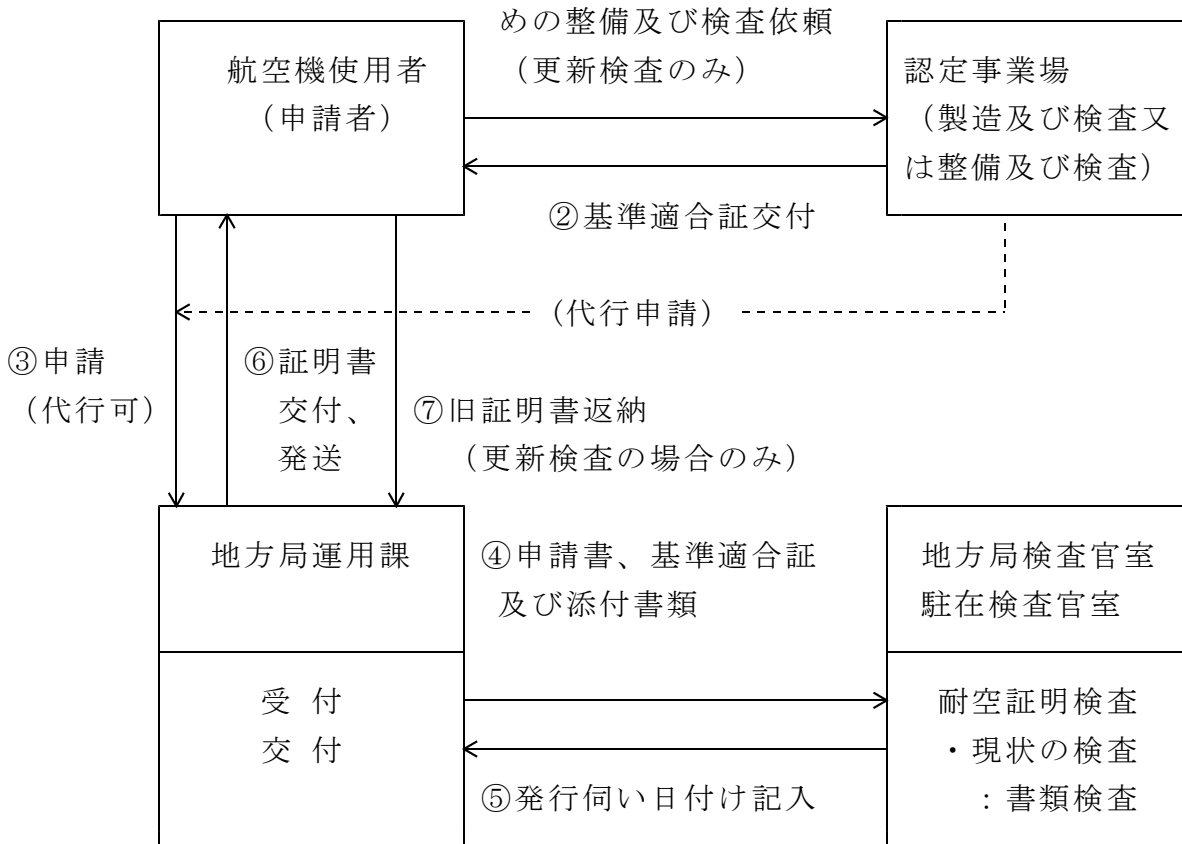 めの整備及び検査依頼
（更新検査のみ）
航空機使用者
（申請者）
認定事業場
（製造及び検査又
は整備及び検査）
②基準適合証交付
（代行申請）
③申請
（代行可）
⑥証明書
交付、
発送
⑦旧証明書返納
（更新検査の場合のみ）
地方局運用課
④申請書、基準適合証
及び添付書類
地方局検査官室
駐在検査官室
受 付
交 付
耐空証明検査
・現状の検査
：書類検査
⑤発行伺い日付け記入